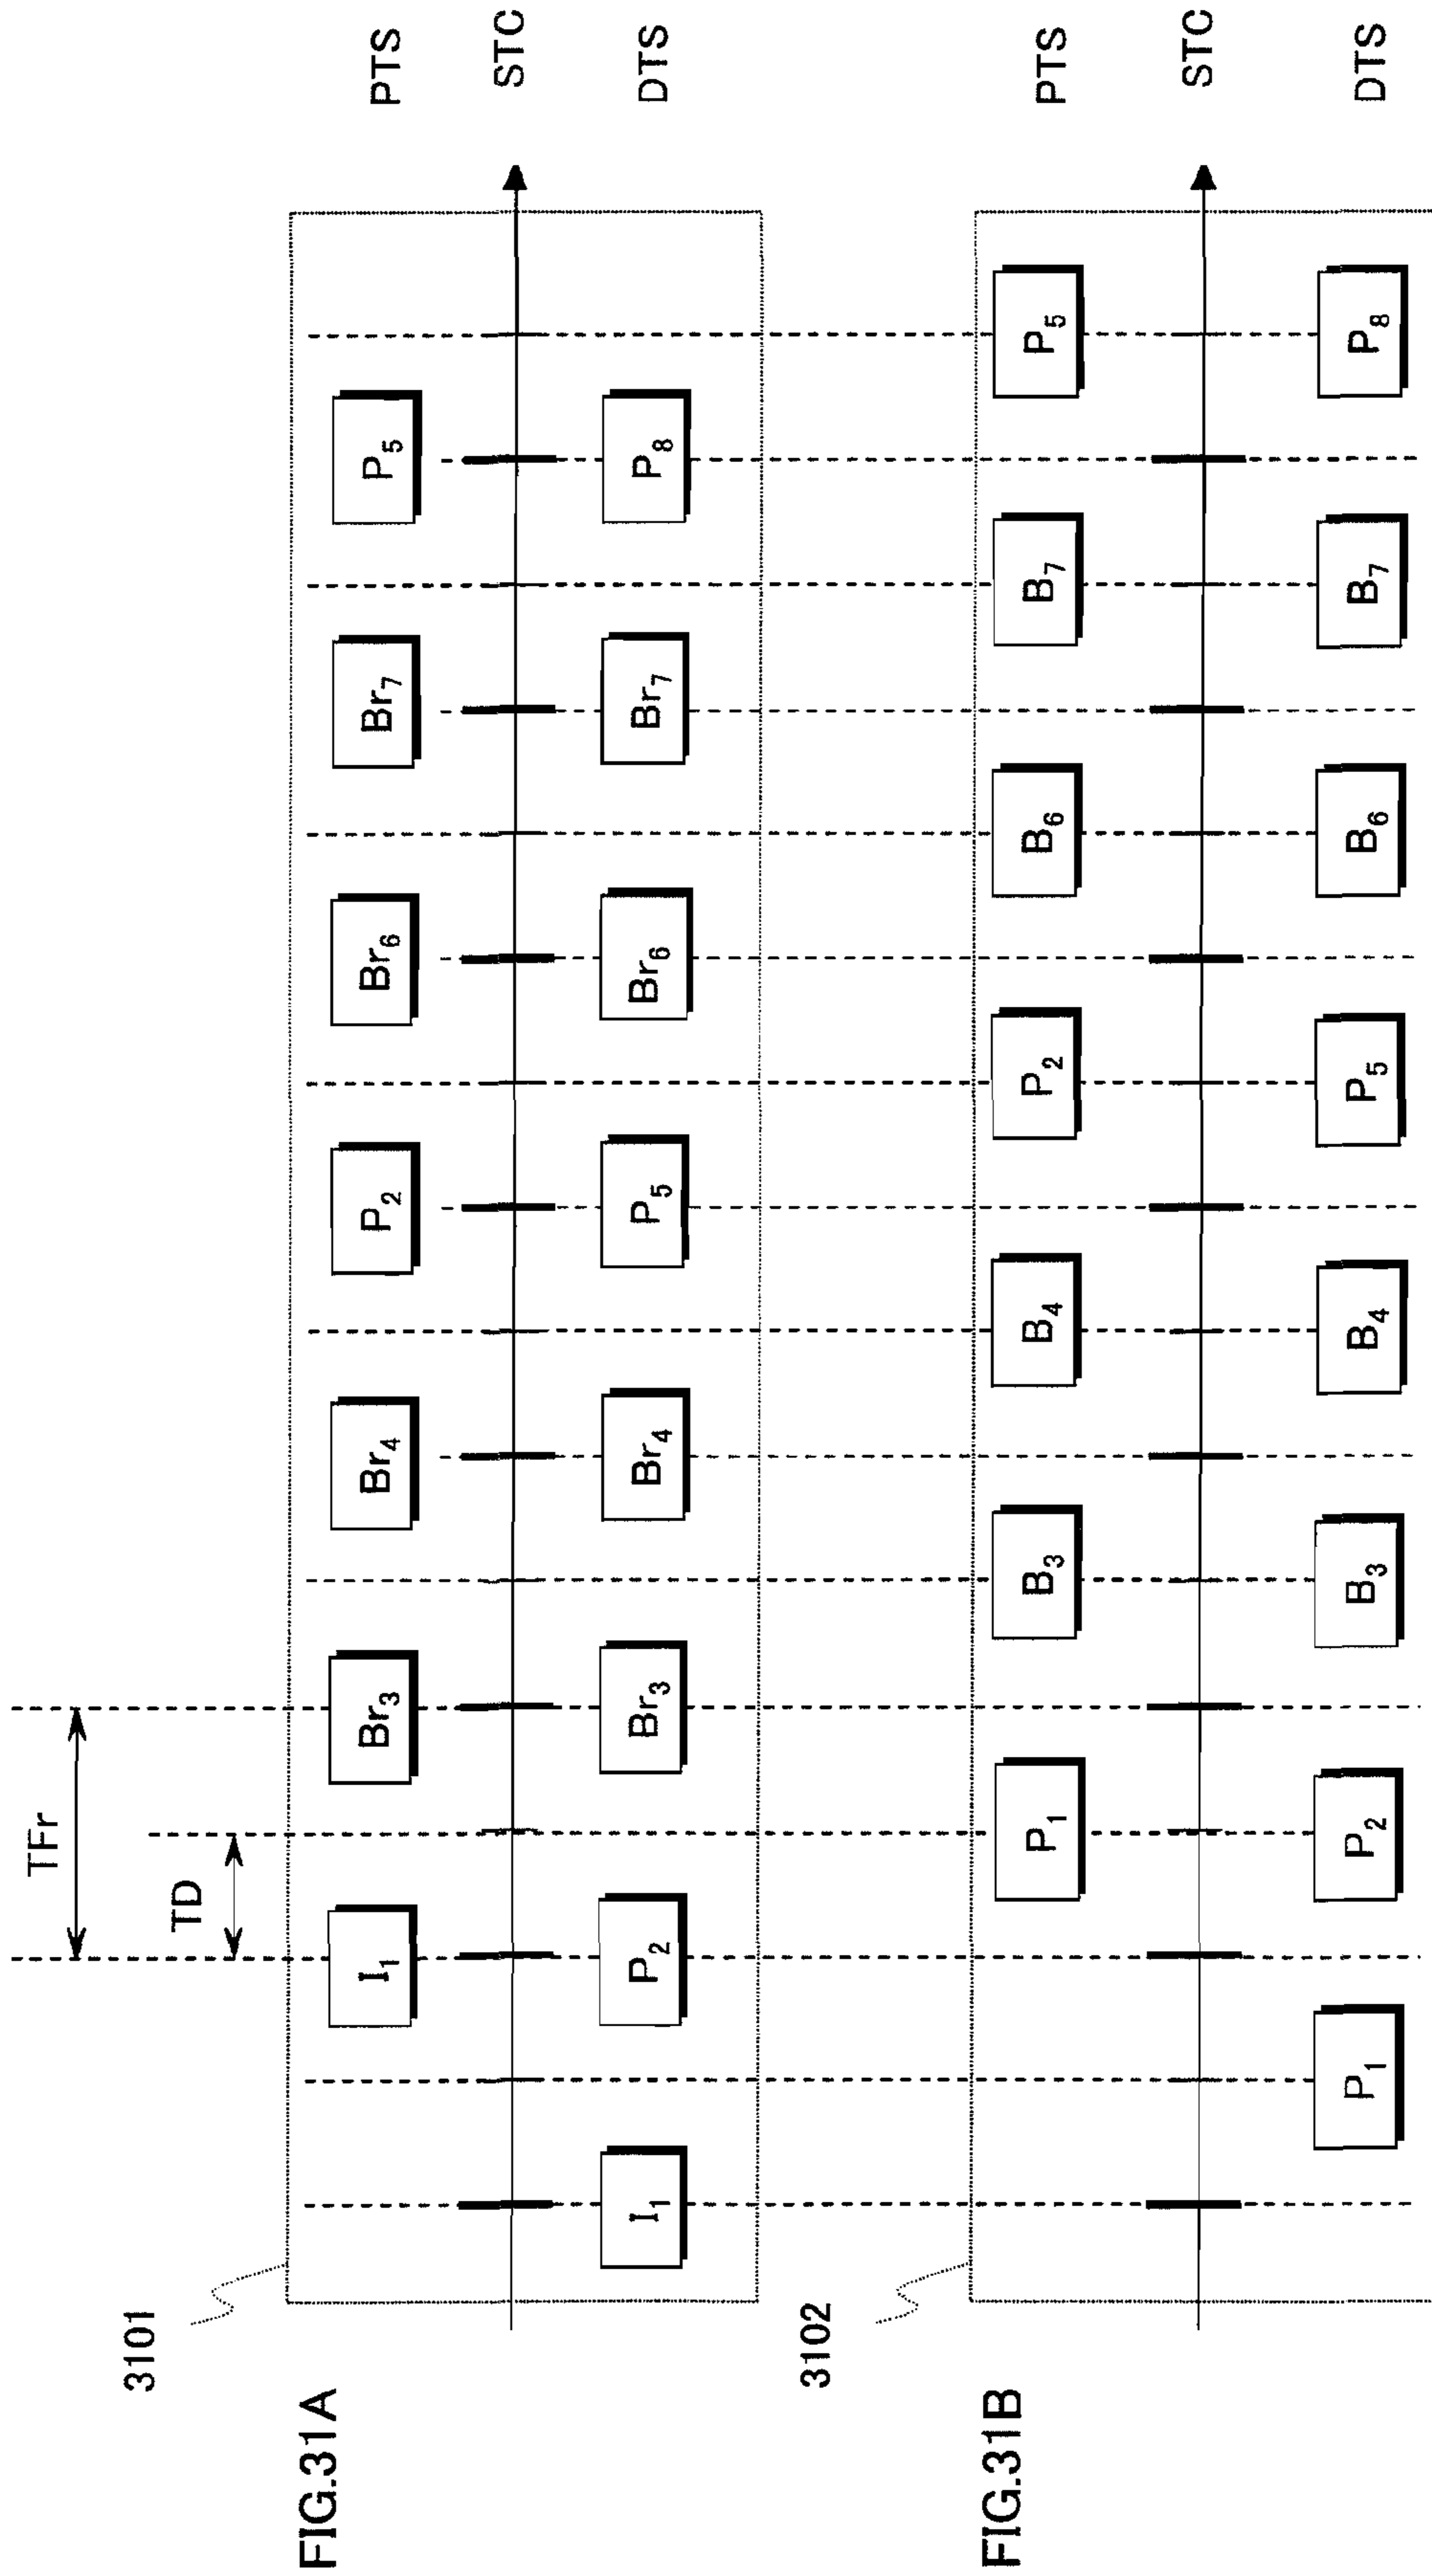 TFr
TD
3101
FIG.31A
I₁ Br₃ Br₄ P₂ Br₆ Br₇ P₅ PTS
STC
I₁ P₂ Br₃ Br₄ P₅ Br₆ Br₇ P₈ DTS
3102
FIG.31B
P₁ B₃ B₄ P₂ B₆ B₇ P₅ PTS
STC
P₁ P₂ B₃ B₄ P₅ B₆ B₇ P₈ DTS